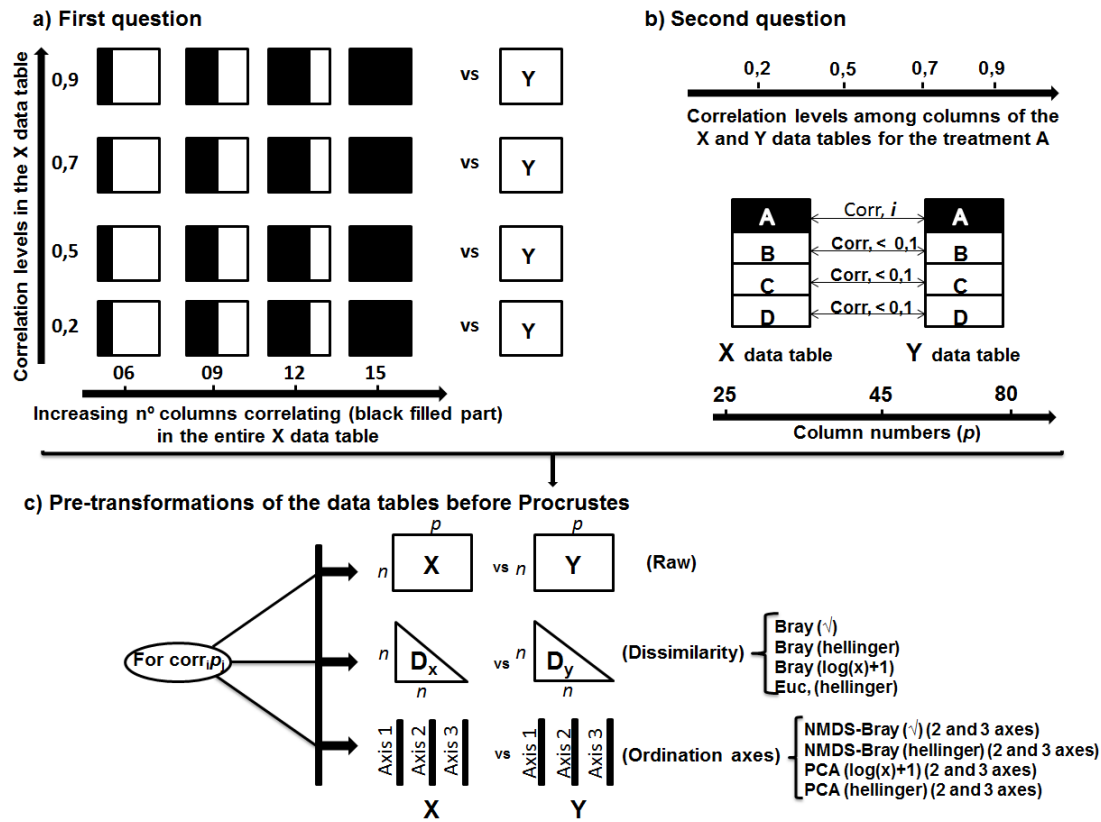 a) First question
Correlation levels in the X data table
0,9
vs
Y
0,7
vs
Y
0,5
vs
Y
0,2
vs
Y
06 09 12 15
Increasing nº columns correlating (black filled part)
in the entire X data table
b) Second question
0,2 0,5 0,7 0,9
Correlation levels among columns of the
X and Y data tables for the treatment A
A Corr, i A
B Corr, < 0,1 B
C Corr, < 0,1 C
D Corr, < 0,1 D
X data table Y data table
25 45 80
Column numbers (p)
c) Pre-transformations of the data tables before Procrustes
For corrᵢpⱼ
p p
n X vs n Y (Raw)
n Dx vs n Dy (Dissimilarity)
n n
Bray (√)
Bray (hellinger)
Bray (log(x)+1)
Euc, (hellinger)
Axis 1 Axis 2 Axis 3 vs Axis 1 Axis 2 Axis 3 (Ordination axes)
X Y
NMDS-Bray (√) (2 and 3 axes)
NMDS-Bray (hellinger) (2 and 3 axes)
PCA (log(x)+1) (2 and 3 axes)
PCA (hellinger) (2 and 3 axes)